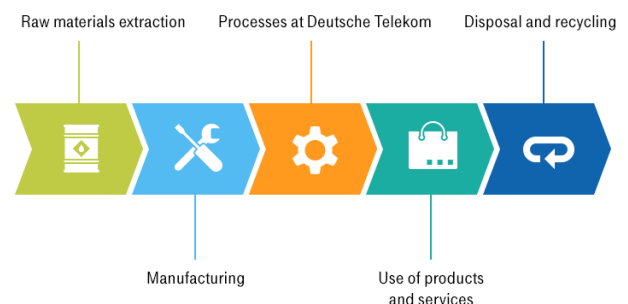 Raw materials extraction
Processes at Deutsche Telekom
Disposal and recycling
Manufacturing
Use of products
and services